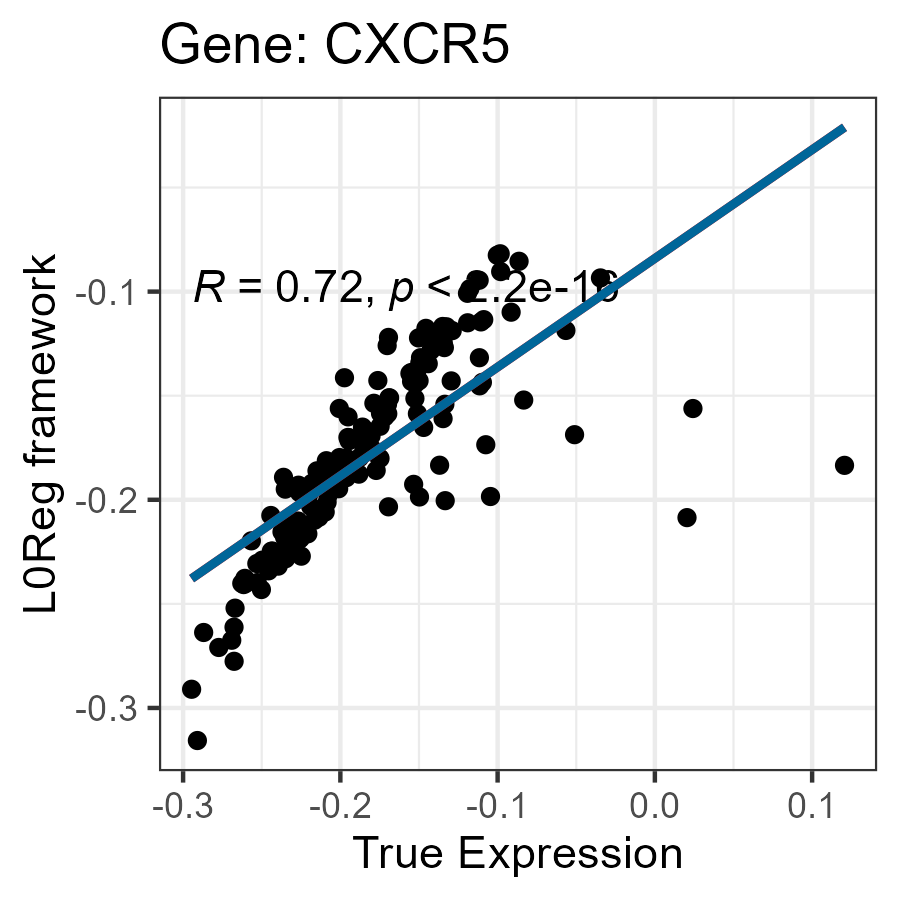 Gene: CXCR5
L0Reg framework
-0.1
-0.2
-0.3
R = 0.72, p < 2.2e-16
-0.3
-0.2
-0.1
0.0
0.1
True Expression